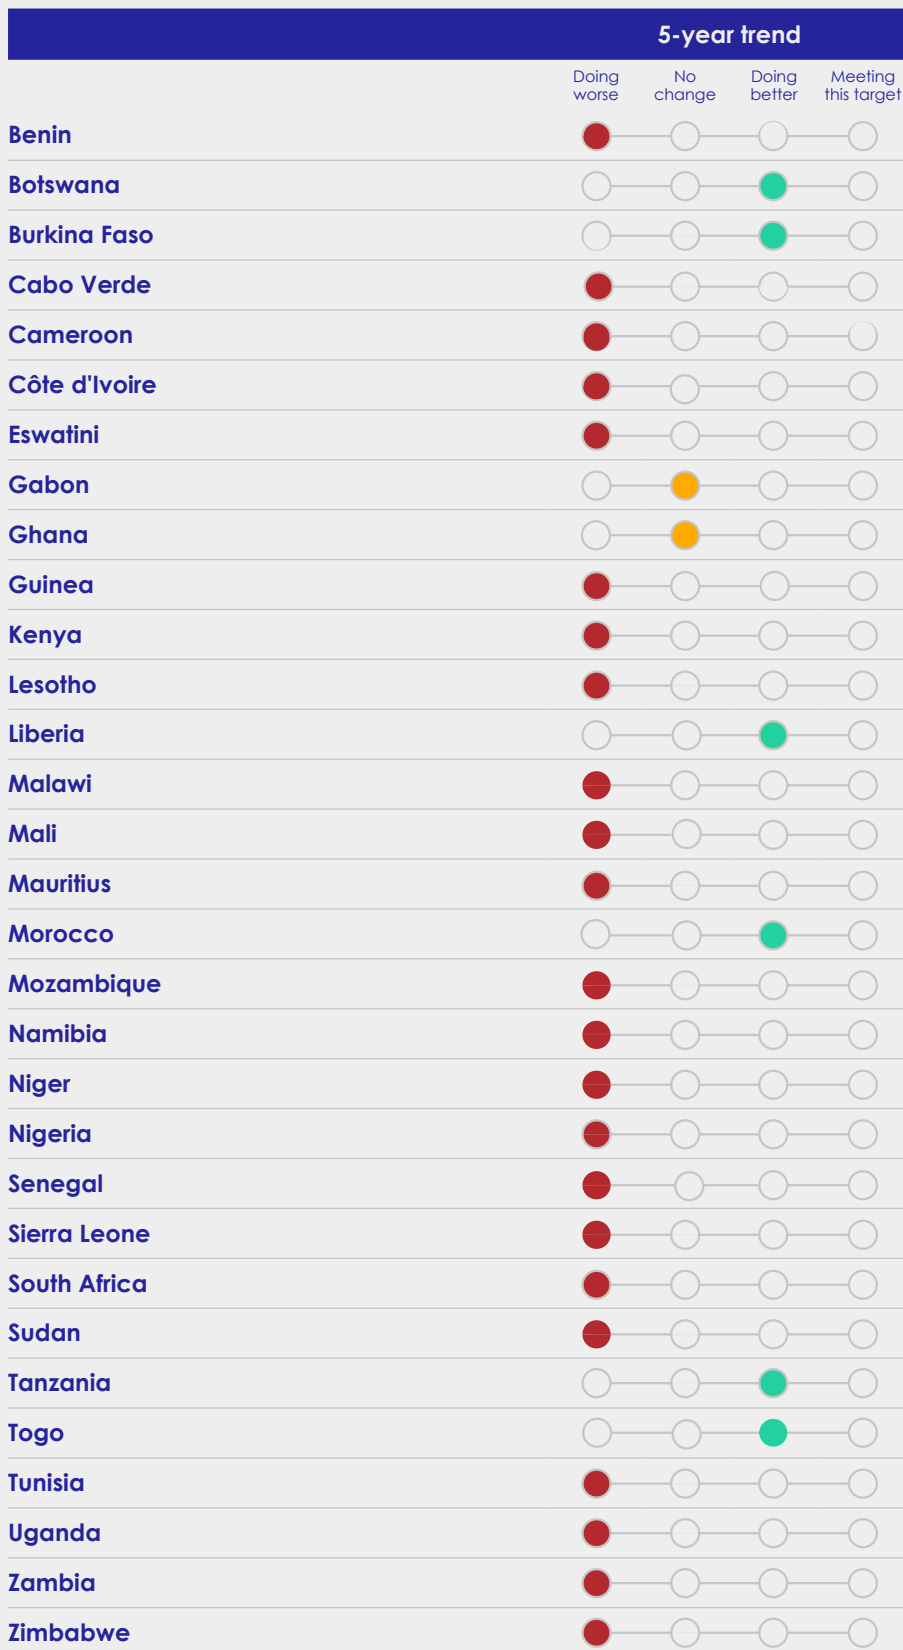 5-year trend
Doing worse
No change
Doing better
Meeting this target
Benin
Botswana
Burkina Faso
Cabo Verde
Cameroon
Côte d'Ivoire
Eswatini
Gabon
Ghana
Guinea
Kenya
Lesotho
Liberia
Malawi
Mali
Mauritius
Morocco
Mozambique
Namibia
Niger
Nigeria
Senegal
Sierra Leone
South Africa
Sudan
Tanzania
Togo
Tunisia
Uganda
Zambia
Zimbabwe